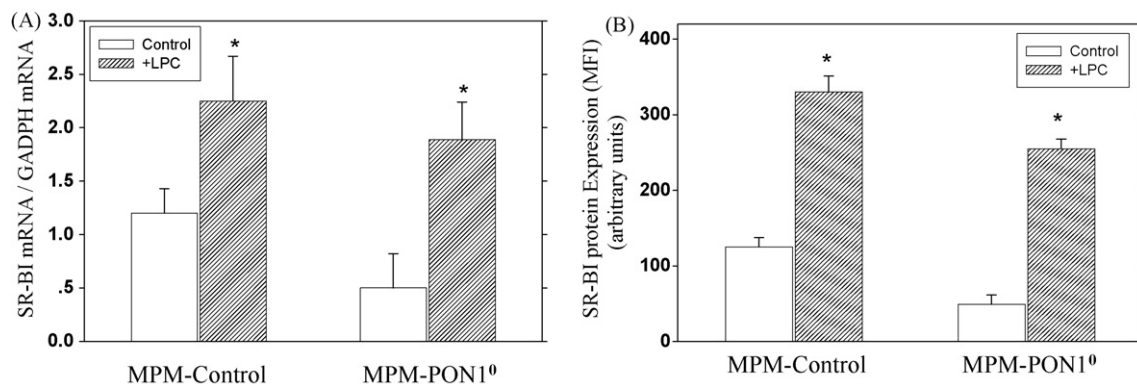 (A)
SR-BI mRNA / GADPH mRNA
3.0
2.5
2.0
1.5
1.0
.5
0.0
Control
+LPC
*
*
MPM-Control
MPM-PON1⁰
(B)
SR-BI protein Expression (MFI)
(arbitrary units)
400
300
200
100
0
Control
+LPC
*
*
MPM-Control
MPM-PON1⁰